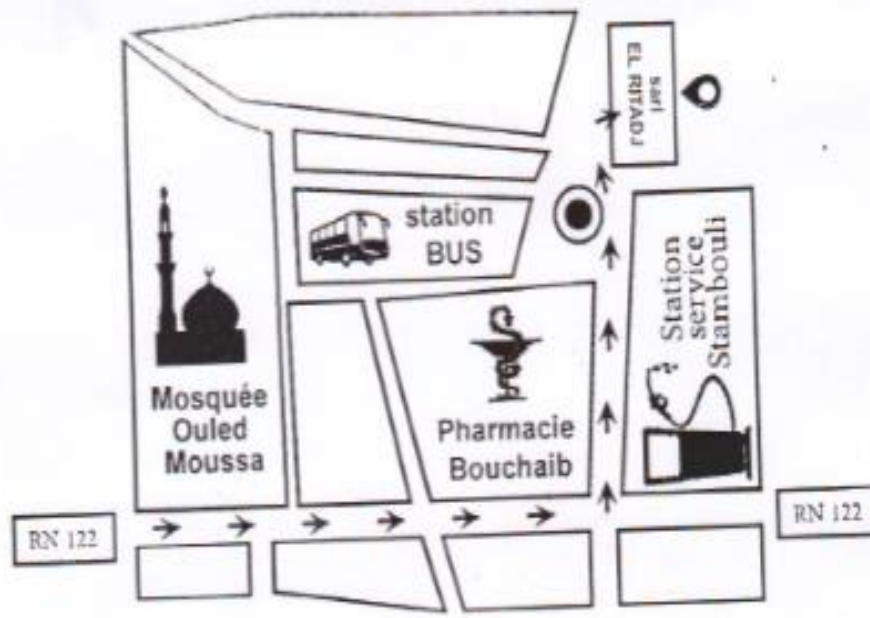 sarl
EL RITADJ
station
BUS
Station
service
Stambouli
Mosquée
Ouled
Moussa
Pharmacie
Bouchaib
RN 122
RN 122